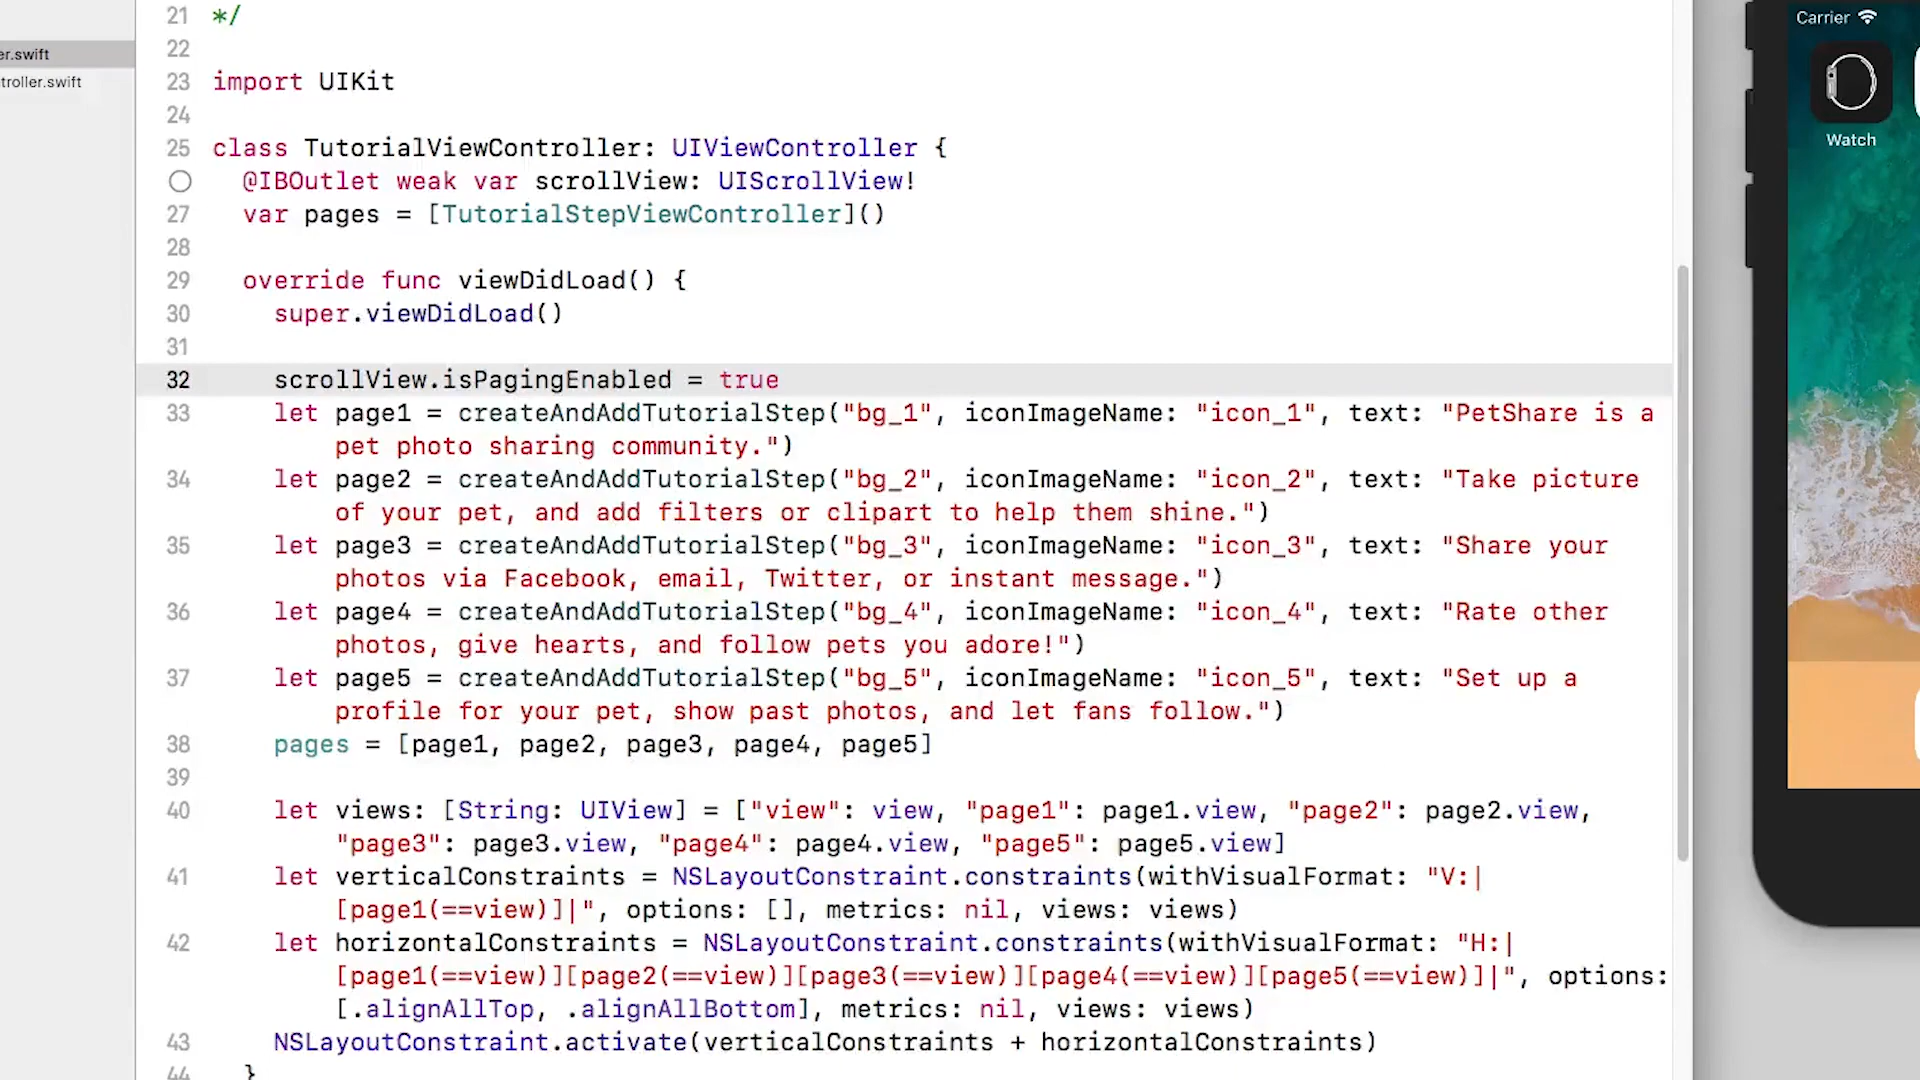 er.swift
troller.swift
21 */
22
23 import UIKit
24
25 class TutorialViewController: UIViewController {
@IBOutlet weak var scrollView: UIScrollView!
27 var pages = [TutorialStepViewController]()
28
29 override func viewDidLoad() {
30 super.viewDidLoad()
31
32 scrollView.isPagingEnabled = true
33 let page1 = createAndAddTutorialStep("bg_1", iconImageName: "icon_1", text: "PetShare is a
pet photo sharing community.")
34 let page2 = createAndAddTutorialStep("bg_2", iconImageName: "icon_2", text: "Take picture
of your pet, and add filters or clipart to help them shine.")
35 let page3 = createAndAddTutorialStep("bg_3", iconImageName: "icon_3", text: "Share your
photos via Facebook, email, Twitter, or instant message.")
36 let page4 = createAndAddTutorialStep("bg_4", iconImageName: "icon_4", text: "Rate other
photos, give hearts, and follow pets you adore!")
37 let page5 = createAndAddTutorialStep("bg_5", iconImageName: "icon_5", text: "Set up a
profile for your pet, show past photos, and let fans follow.")
38 pages = [page1, page2, page3, page4, page5]
39
40 let views: [String: UIView] = ["view": view, "page1": page1.view, "page2": page2.view,
"page3": page3.view, "page4": page4.view, "page5": page5.view]
41 let verticalConstraints = NSLayoutConstraint.constraints(withVisualFormat: "V:|
[page1(==view)]|", options: [], metrics: nil, views: views)
42 let horizontalConstraints = NSLayoutConstraint.constraints(withVisualFormat: "H:|
[page1(==view)][page2(==view)][page3(==view)][page4(==view)][page5(==view)]|", options:
[.alignAllTop, .alignAllBottom], metrics: nil, views: views)
43 NSLayoutConstraint.activate(verticalConstraints + horizontalConstraints)
44 }
Carrier
Watch